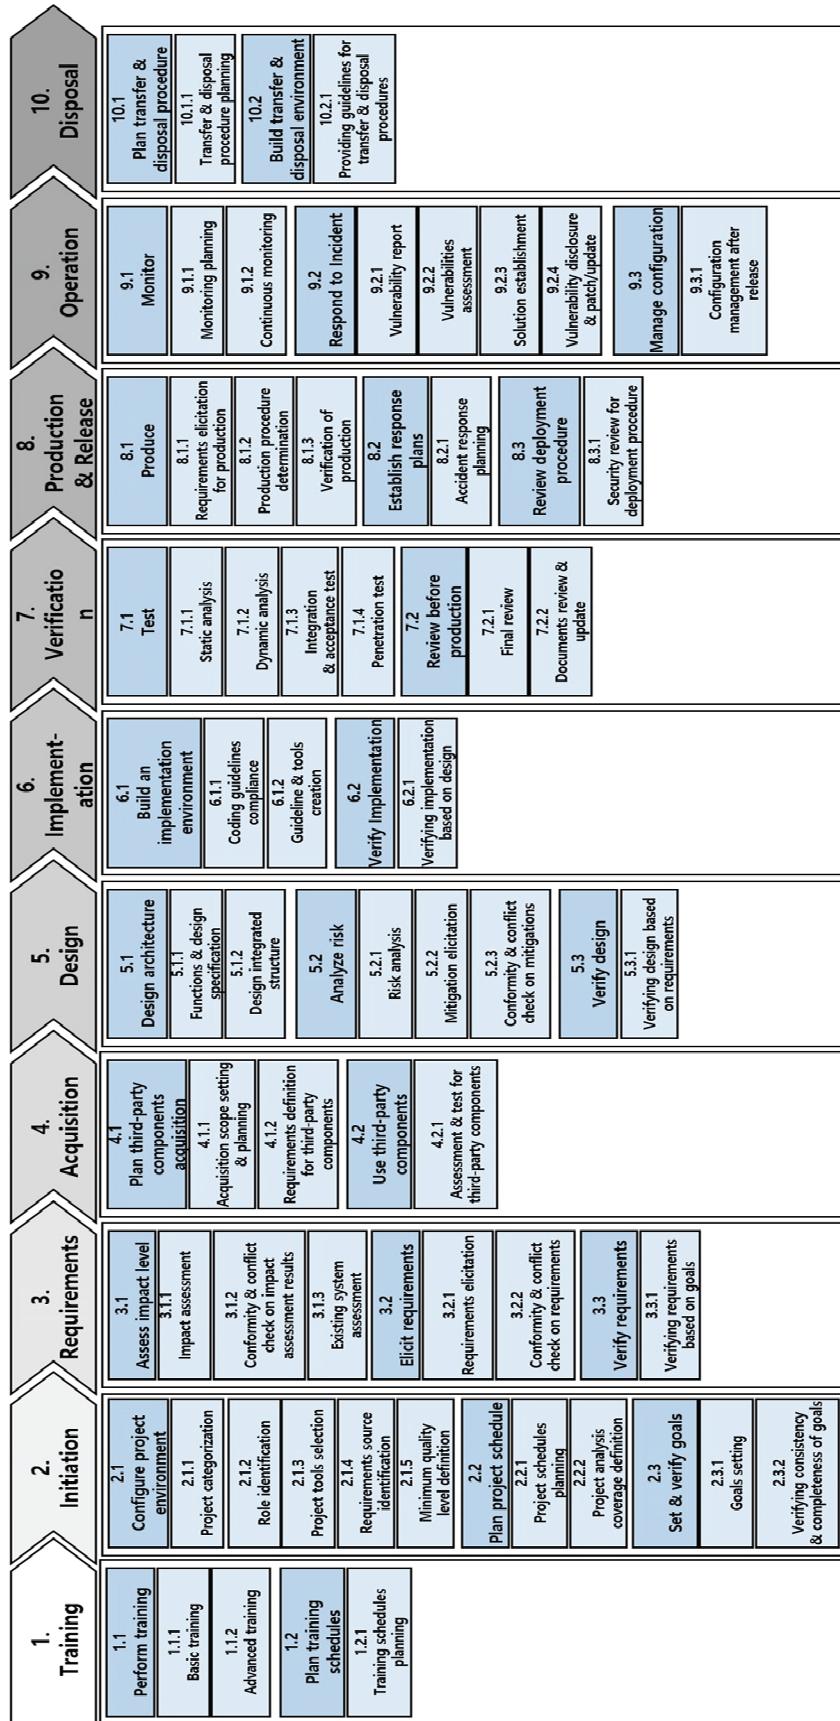 1.
Training
1.1
Perform training
1.1.1
Basic training
1.1.2
Advanced training
1.2
Plan training
schedules
1.2.1
Training schedules
planning
2.
Initiation
2.1
Configure project
environment
2.1.1
Project categorization
2.1.2
Role identification
2.1.3
Project tools selection
2.1.4
Requirements source
identification
2.1.5
Minimum quality
level definition
2.2
Plan project schedule
2.2.1
Project schedules
planning
2.2.2
Project analysis
coverage definition
2.3
Set & verify goals
2.3.1
Goals setting
2.3.2
Verifying consistency
& completeness of goals
3.
Requirements
3.1
Assess impact level
3.1.1
Impact assessment
3.1.2
Conformity & conflict
check on impact
assessment results
3.1.3
Existing system
assessment
3.2
Elicit requirements
3.2.1
Requirements elicitation
3.2.2
Conformity & conflict
check on requirements
3.3
Verify requirements
3.3.1
Verifying requirements
based on goals
4.
Acquisition
4.1
Plan third-party
components
acquisition
4.1.1
Acquisition scope setting
& planning
4.1.2
Requirements definition
for third-party
components
4.2
Use third-party
components
4.2.1
Assessment & test for
third-party components
5.
Design
5.1
Design architecture
5.1.1
Functions & design
specification
5.1.2
Design integrated
structure
5.2
Analyze risk
5.2.1
Risk analysis
5.2.2
Mitigation elicitation
5.2.3
Conformity & conflict
check on mitigations
5.3
Verify design
5.3.1
Verifying design based
on requirements
6.
Implement-
ation
6.1
Build an
implementation
environment
6.1.1
Coding guidelines
compliance
6.1.2
Guideline & tools
creation
6.2
Verify Implementation
6.2.1
Verifying implementation
based on design
7.
Verificatio
n
7.1
Test
7.1.1
Static analysis
7.1.2
Dynamic analysis
7.1.3
Integration
& acceptance test
7.1.4
Penetration test
7.2
Review before
production
7.2.1
Final review
7.2.2
Documents review &
update
8.
Production
& Release
8.1
Produce
8.1.1
Requirements elicitation
for production
8.1.2
Production procedure
determination
8.1.3
Verification of
production
8.2
Establish response
plans
8.2.1
Accident response
planning
8.3
Review deployment
procedure
8.3.1
Security review for
deployment procedure
9.
Operation
9.1
Monitor
9.1.1
Monitoring planning
9.1.2
Continuous monitoring
9.2
Respond to Incident
9.2.1
Vulnerability report
9.2.2
Vulnerabilities
assessment
9.2.3
Solution establishment
9.2.4
Vulnerability disclosure
& patch/update
9.3
Manage configuration
9.3.1
Configuration
management after
release
10.
Disposal
10.1
Plan transfer &
disposal procedure
10.1.1
Transfer & disposal
procedure planning
10.2
Build transfer &
disposal environment
10.2.1
Providing guidelines for
transfer & disposal
procedures